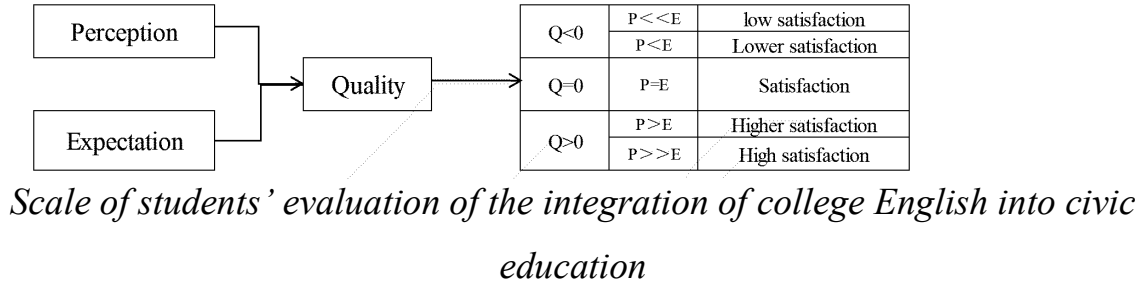 Perception
Expectation
Quality
Q<0
P<<E
low satisfaction
P<E
Lower satisfaction
Q=0
P=E
Satisfaction
Q>0
P>E
Higher satisfaction
P>>E
High satisfaction
Scale of students’ evaluation of the integration of college English into civic
education